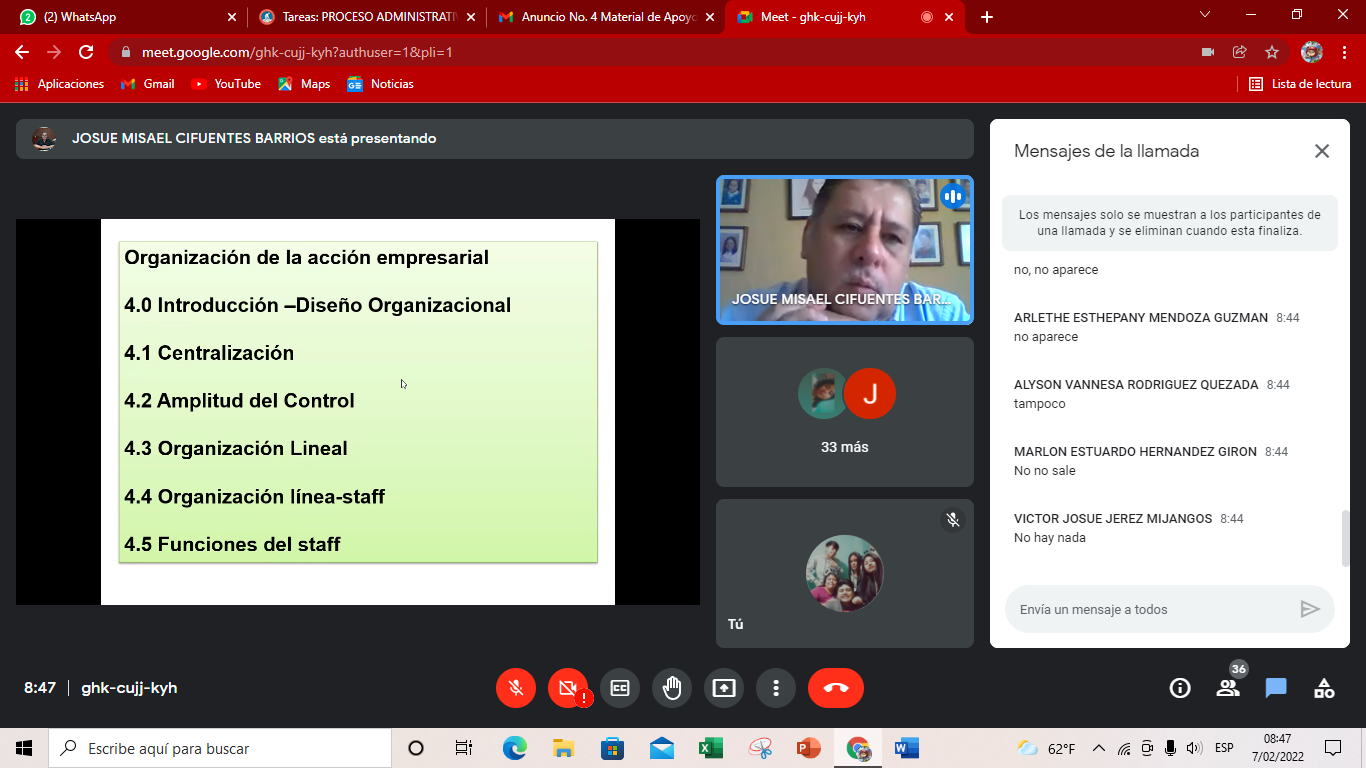 (2) WhatsApp
Tareas: PROCESO ADMINISTRATIV
Anuncio No. 4 Material de Apoyo
Meet - ghk-cujj-kyh
meet.google.com/ghk-cujj-kyh?authuser=1&pli=1
Aplicaciones
Gmail
YouTube
Maps
Noticias
Lista de lectura
JOSUE MISAEL CIFUENTES BARRIOS está presentando
Organización de la acción empresarial
4.0 Introducción –Diseño Organizacional
4.1 Centralización
4.2 Amplitud del Control
4.3 Organización Lineal
4.4 Organización línea-staff
4.5 Funciones del staff
JOSUE MISAEL CIFUENTES BAR...
J
33 más
Tú
Mensajes de la llamada
Los mensajes solo se muestran a los participantes de
una llamada y se eliminan cuando esta finaliza.
no, no aparece
ARLETHE ESTHEPANY MENDOZA GUZMAN 8:44
no aparece
ALYSON VANNESA RODRIGUEZ QUEZADA 8:44
tampoco
MARLON ESTUARDO HERNANDEZ GIRON 8:44
No no sale
VICTOR JOSUE JEREZ MIJANGOS 8:44
No hay nada
Envía un mensaje a todos
8:47 | ghk-cujj-kyh
36
Escribe aquí para buscar
62°F
ESP
08:47
7/02/2022